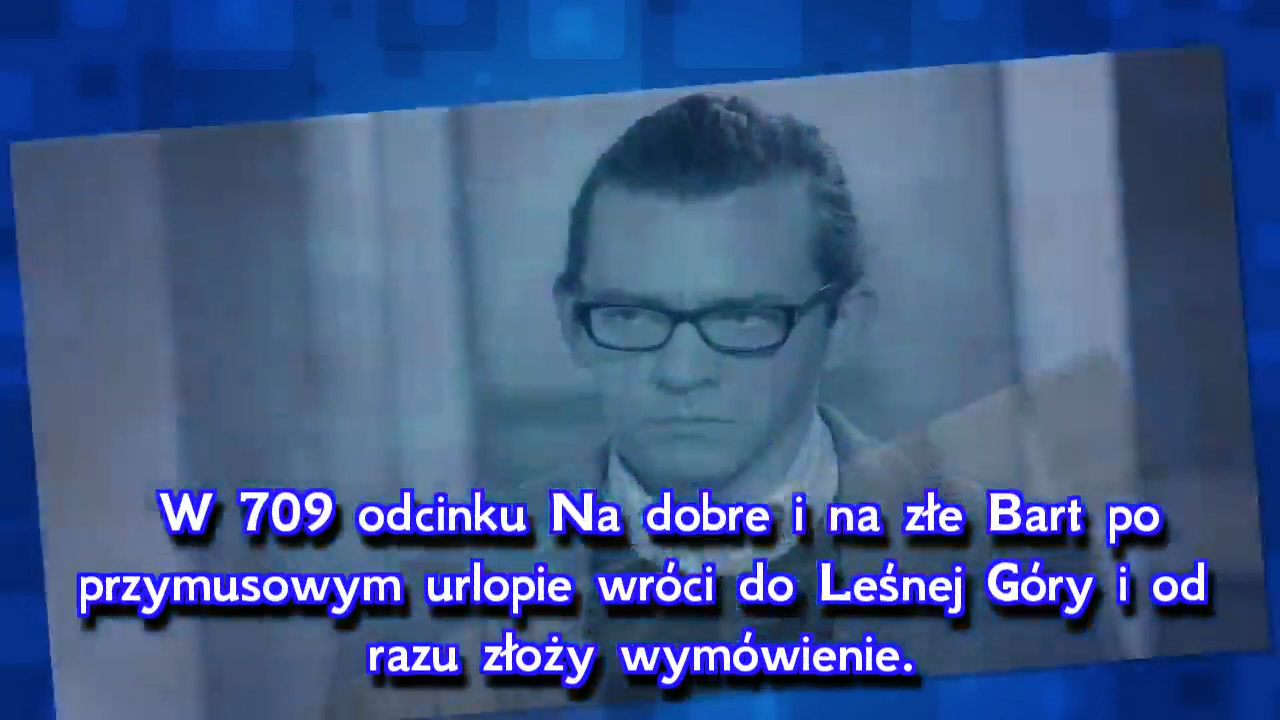 W 709 odcinku Na dobre i na złe Bart po
przymusowym urlopie wróci do Leśnej Góry i od
razu złoży wymówienie.